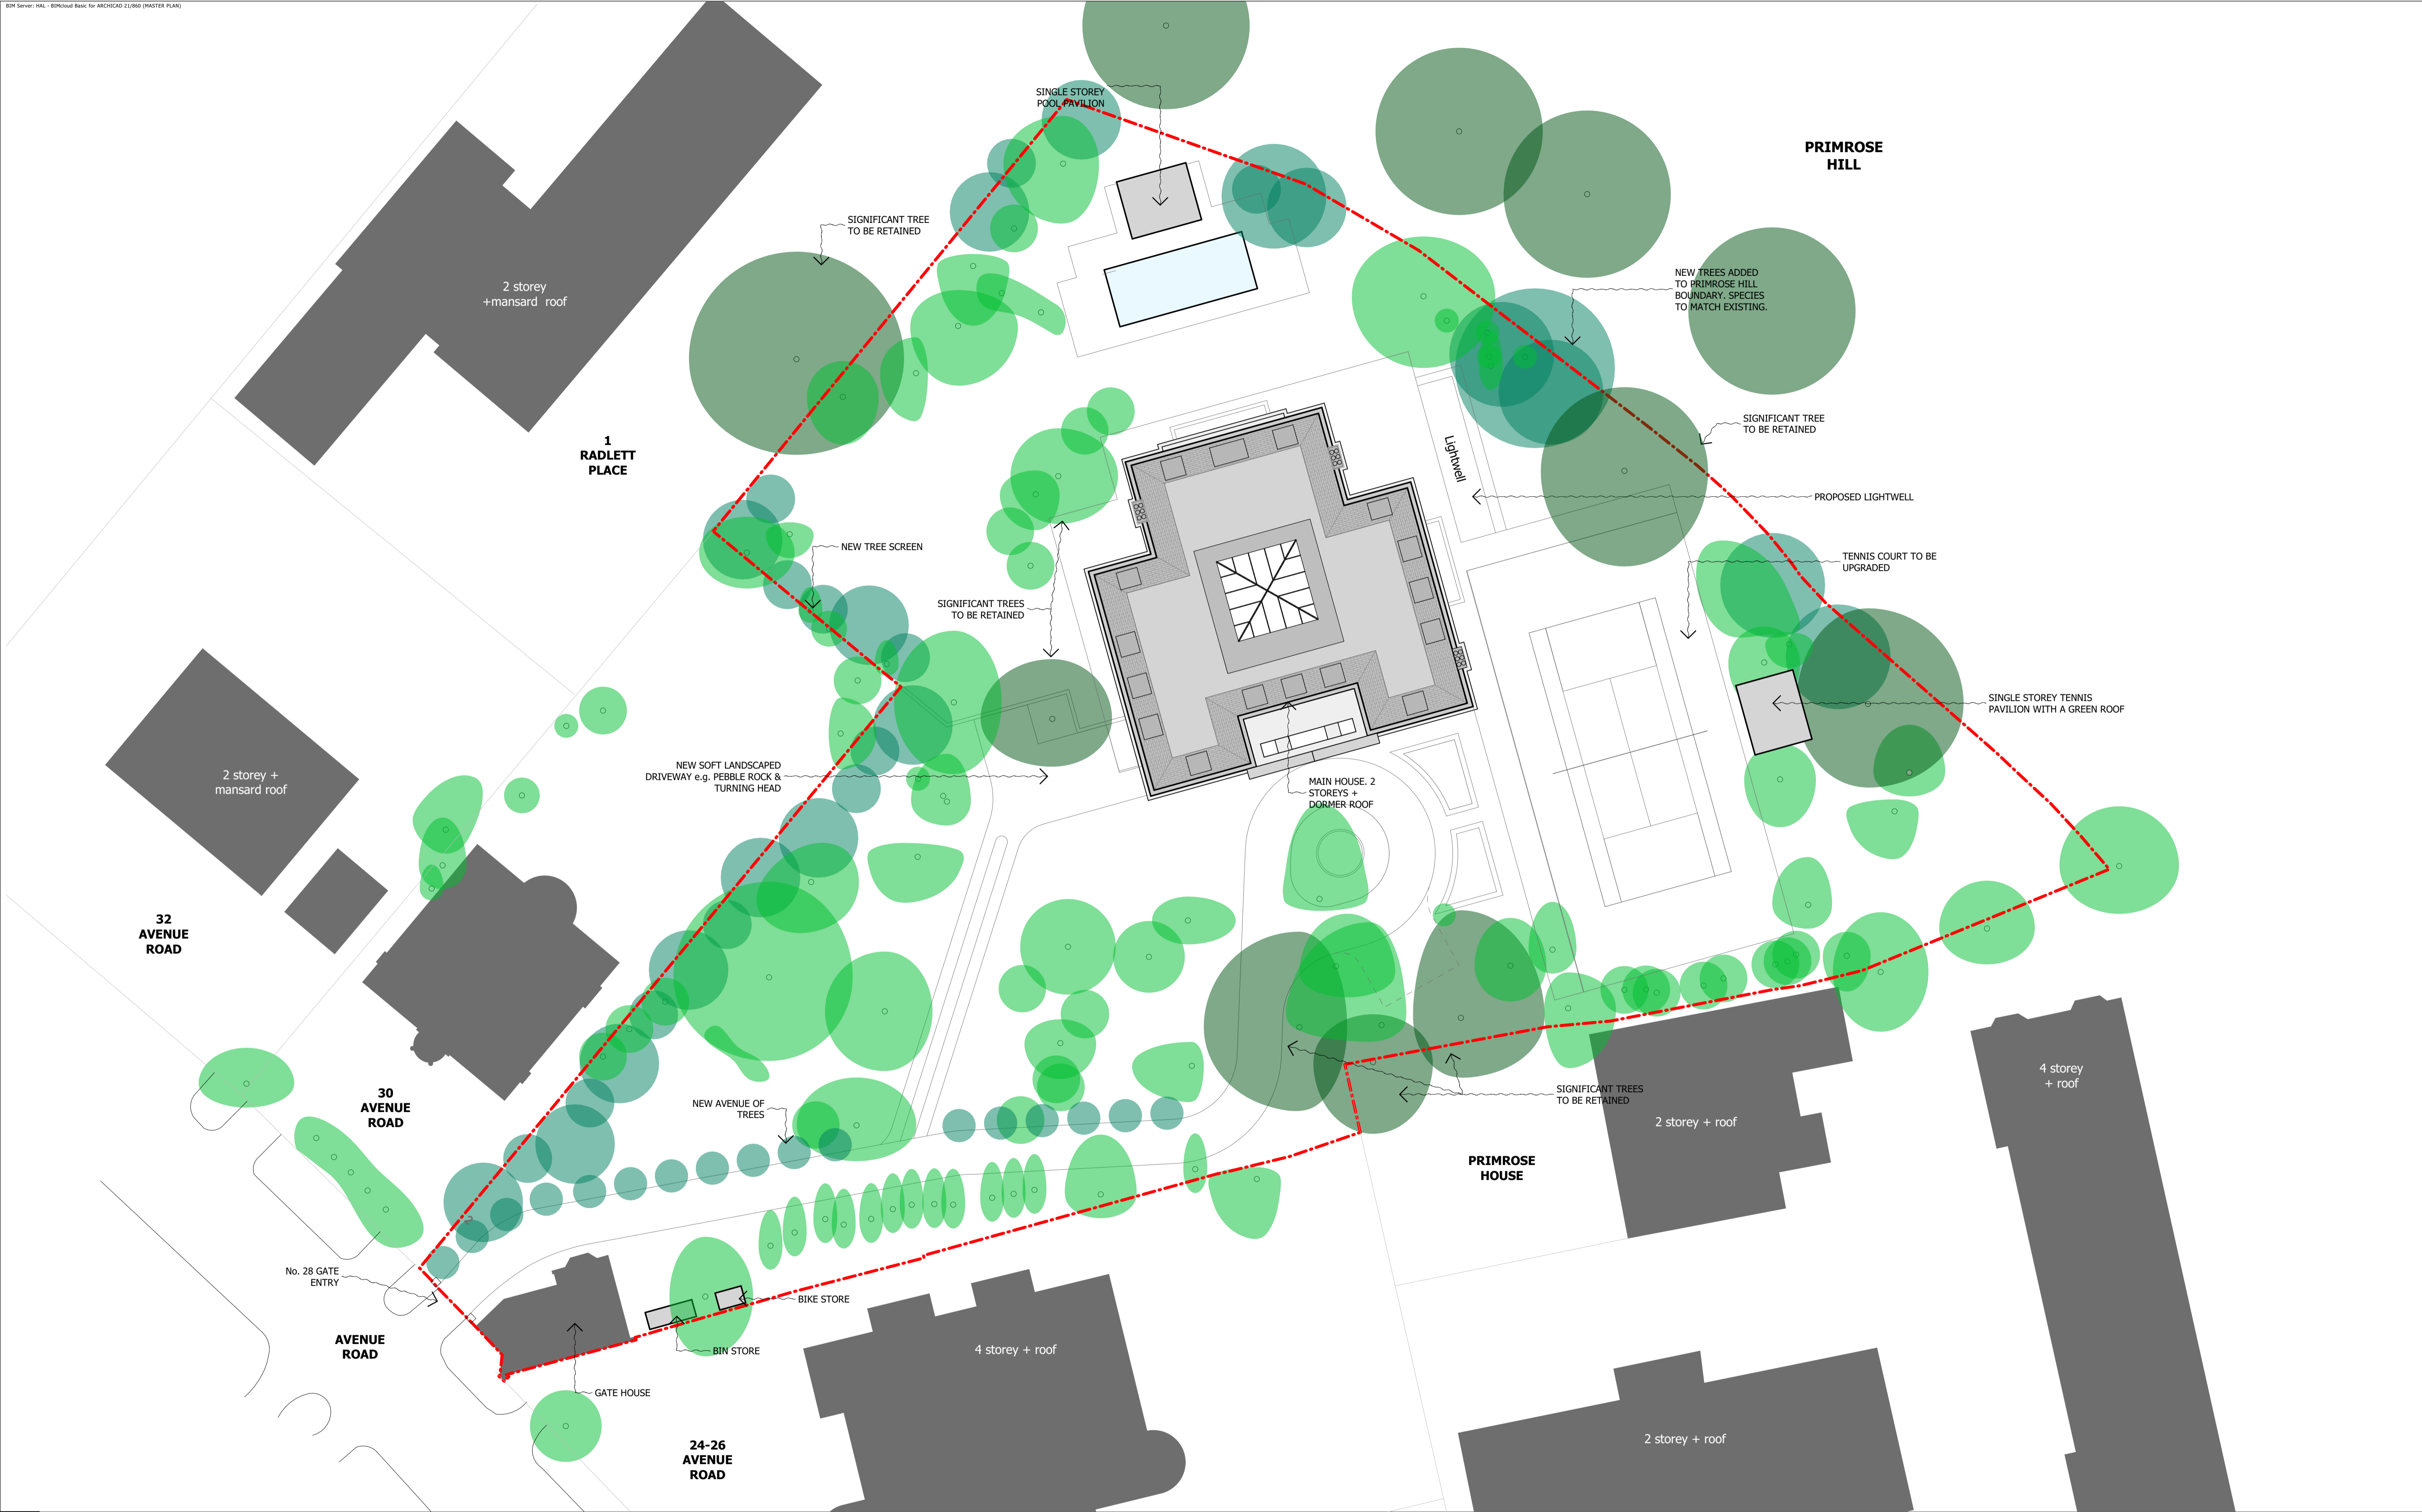 BIM Server: HAL - BIMcloud Basic for ARCHICAD 21/860 (MASTER PLAN)
SINGLE STOREY
POOL PAVILION
PRIMROSE
HILL
SIGNIFICANT TREE
TO BE RETAINED
2 storey
+mansard roof
NEW TREES ADDED
TO PRIMROSE HILL
BOUNDARY. SPECIES
TO MATCH EXISTING.
SIGNIFICANT TREE
TO BE RETAINED
1
RADLETT
PLACE
Lightwell
PROPOSED LIGHTWELL
NEW TREE SCREEN
TENNIS COURT TO BE
UPGRADED
SIGNIFICANT TREES
TO BE RETAINED
SINGLE STOREY TENNIS
PAVILION WITH A GREEN ROOF
2 storey +
mansard roof
NEW SOFT LANDSCAPED
DRIVEWAY e.g. PEBBLE ROCK &
TURNING HEAD
MAIN HOUSE. 2
STOREYS +
DORMER ROOF
32
AVENUE
ROAD
30
AVENUE
ROAD
NEW AVENUE OF
TREES
SIGNIFICANT TREES
TO BE RETAINED
4 storey
+ roof
2 storey + roof
PRIMROSE
HOUSE
No. 28 GATE
ENTRY
BIKE STORE
AVENUE
ROAD
BIN STORE
4 storey + roof
GATE HOUSE
24-26
AVENUE
ROAD
2 storey + roof